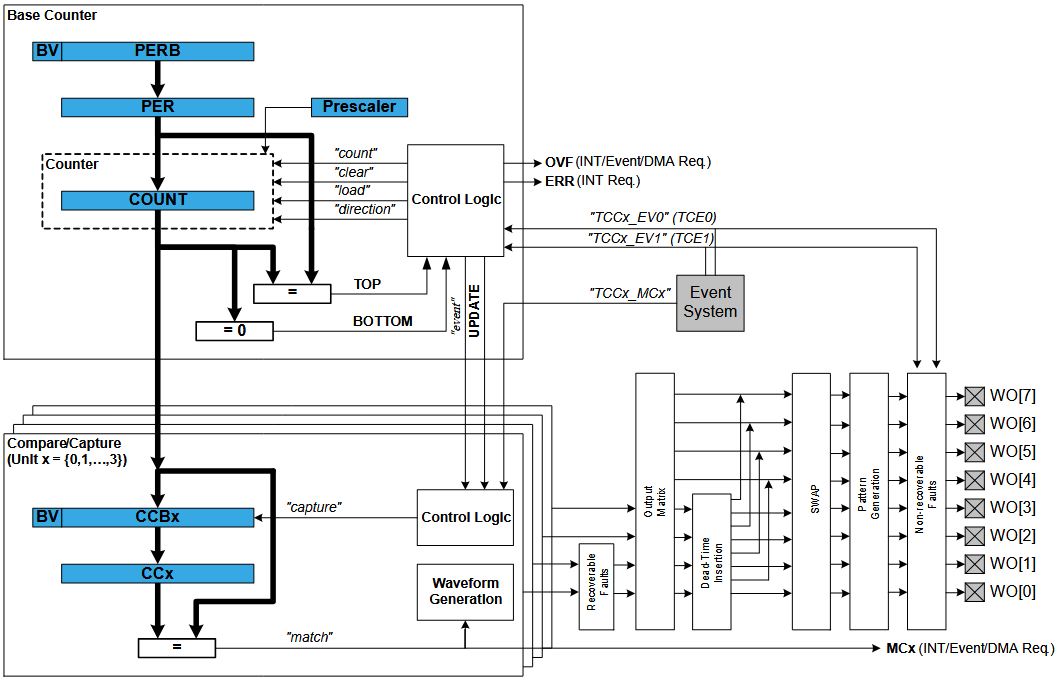 Base Counter
BV PERB
PER
Prescaler
Counter
COUNT
"count"
"clear"
"load"
"direction"
Control Logic
OVF (INT/Event/DMA Req.)
ERR (INT Req.)
"TCCx_EV0" (TCE0)
"TCCx_EV1" (TCE1)
"TCCx_MCx"
Event
System
=
TOP
= 0
BOTTOM
"event"
UPDATE
Compare/Capture
(Unit x = {0,1,...,3})
BV CCBx
CCx
"capture"
Control Logic
Waveform
Generation
=
"match"
Recoverable
Faults
Output
Matrix
Dead-Time
Insertion
SWAP
Pattern
Generation
Non-recoverable
Faults
WO[7]
WO[6]
WO[5]
WO[4]
WO[3]
WO[2]
WO[1]
WO[0]
MCx (INT/Event/DMA Req.)